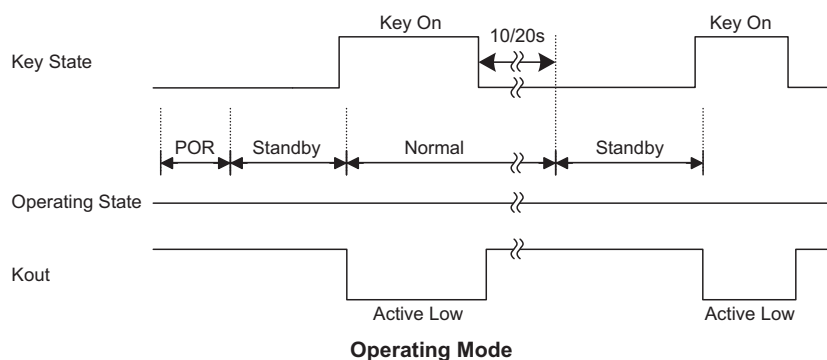 Key On
10/20s
Key On
Key State
POR
Standby
Normal
Standby
Operating State
Kout
Active Low
Active Low
Operating Mode